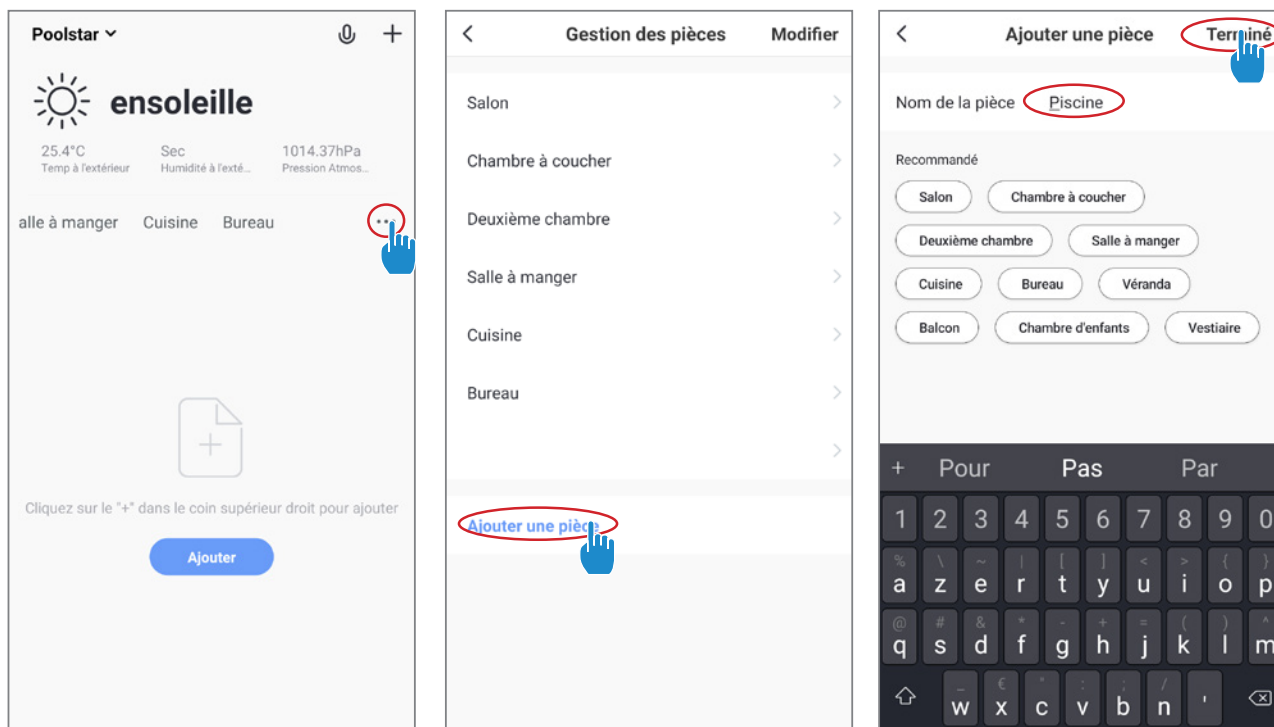 Poolstar
ensoleille
25.4°C Sec 1014.37hPa
Temp à l'extérieur Humidité à l'exté... Pression Atmos...
alle à manger Cuisine Bureau
Cliquez sur le "+" dans le coin supérieur droit pour ajouter
Ajouter
Gestion des pièces Modifier
Salon
Chambre à coucher
Deuxième chambre
Salle à manger
Cuisine
Bureau
Ajouter une pièce
Ajouter une pièce Terminé
Nom de la pièce Piscine
Recommandé
Salon Chambre à coucher
Deuxième chambre Salle à manger
Cuisine Bureau Véranda
Balcon Chambre d'enfants Vestiaire
+ Pour Pas Par
1 2 3 4 5 6 7 8 9 0
% \ ~ | [ ] < > { }
a z e r t y u i o p
@ # & * - + = ( ) ^
q s d f g h j k l m
_ € " : ; /
w x c v b n '